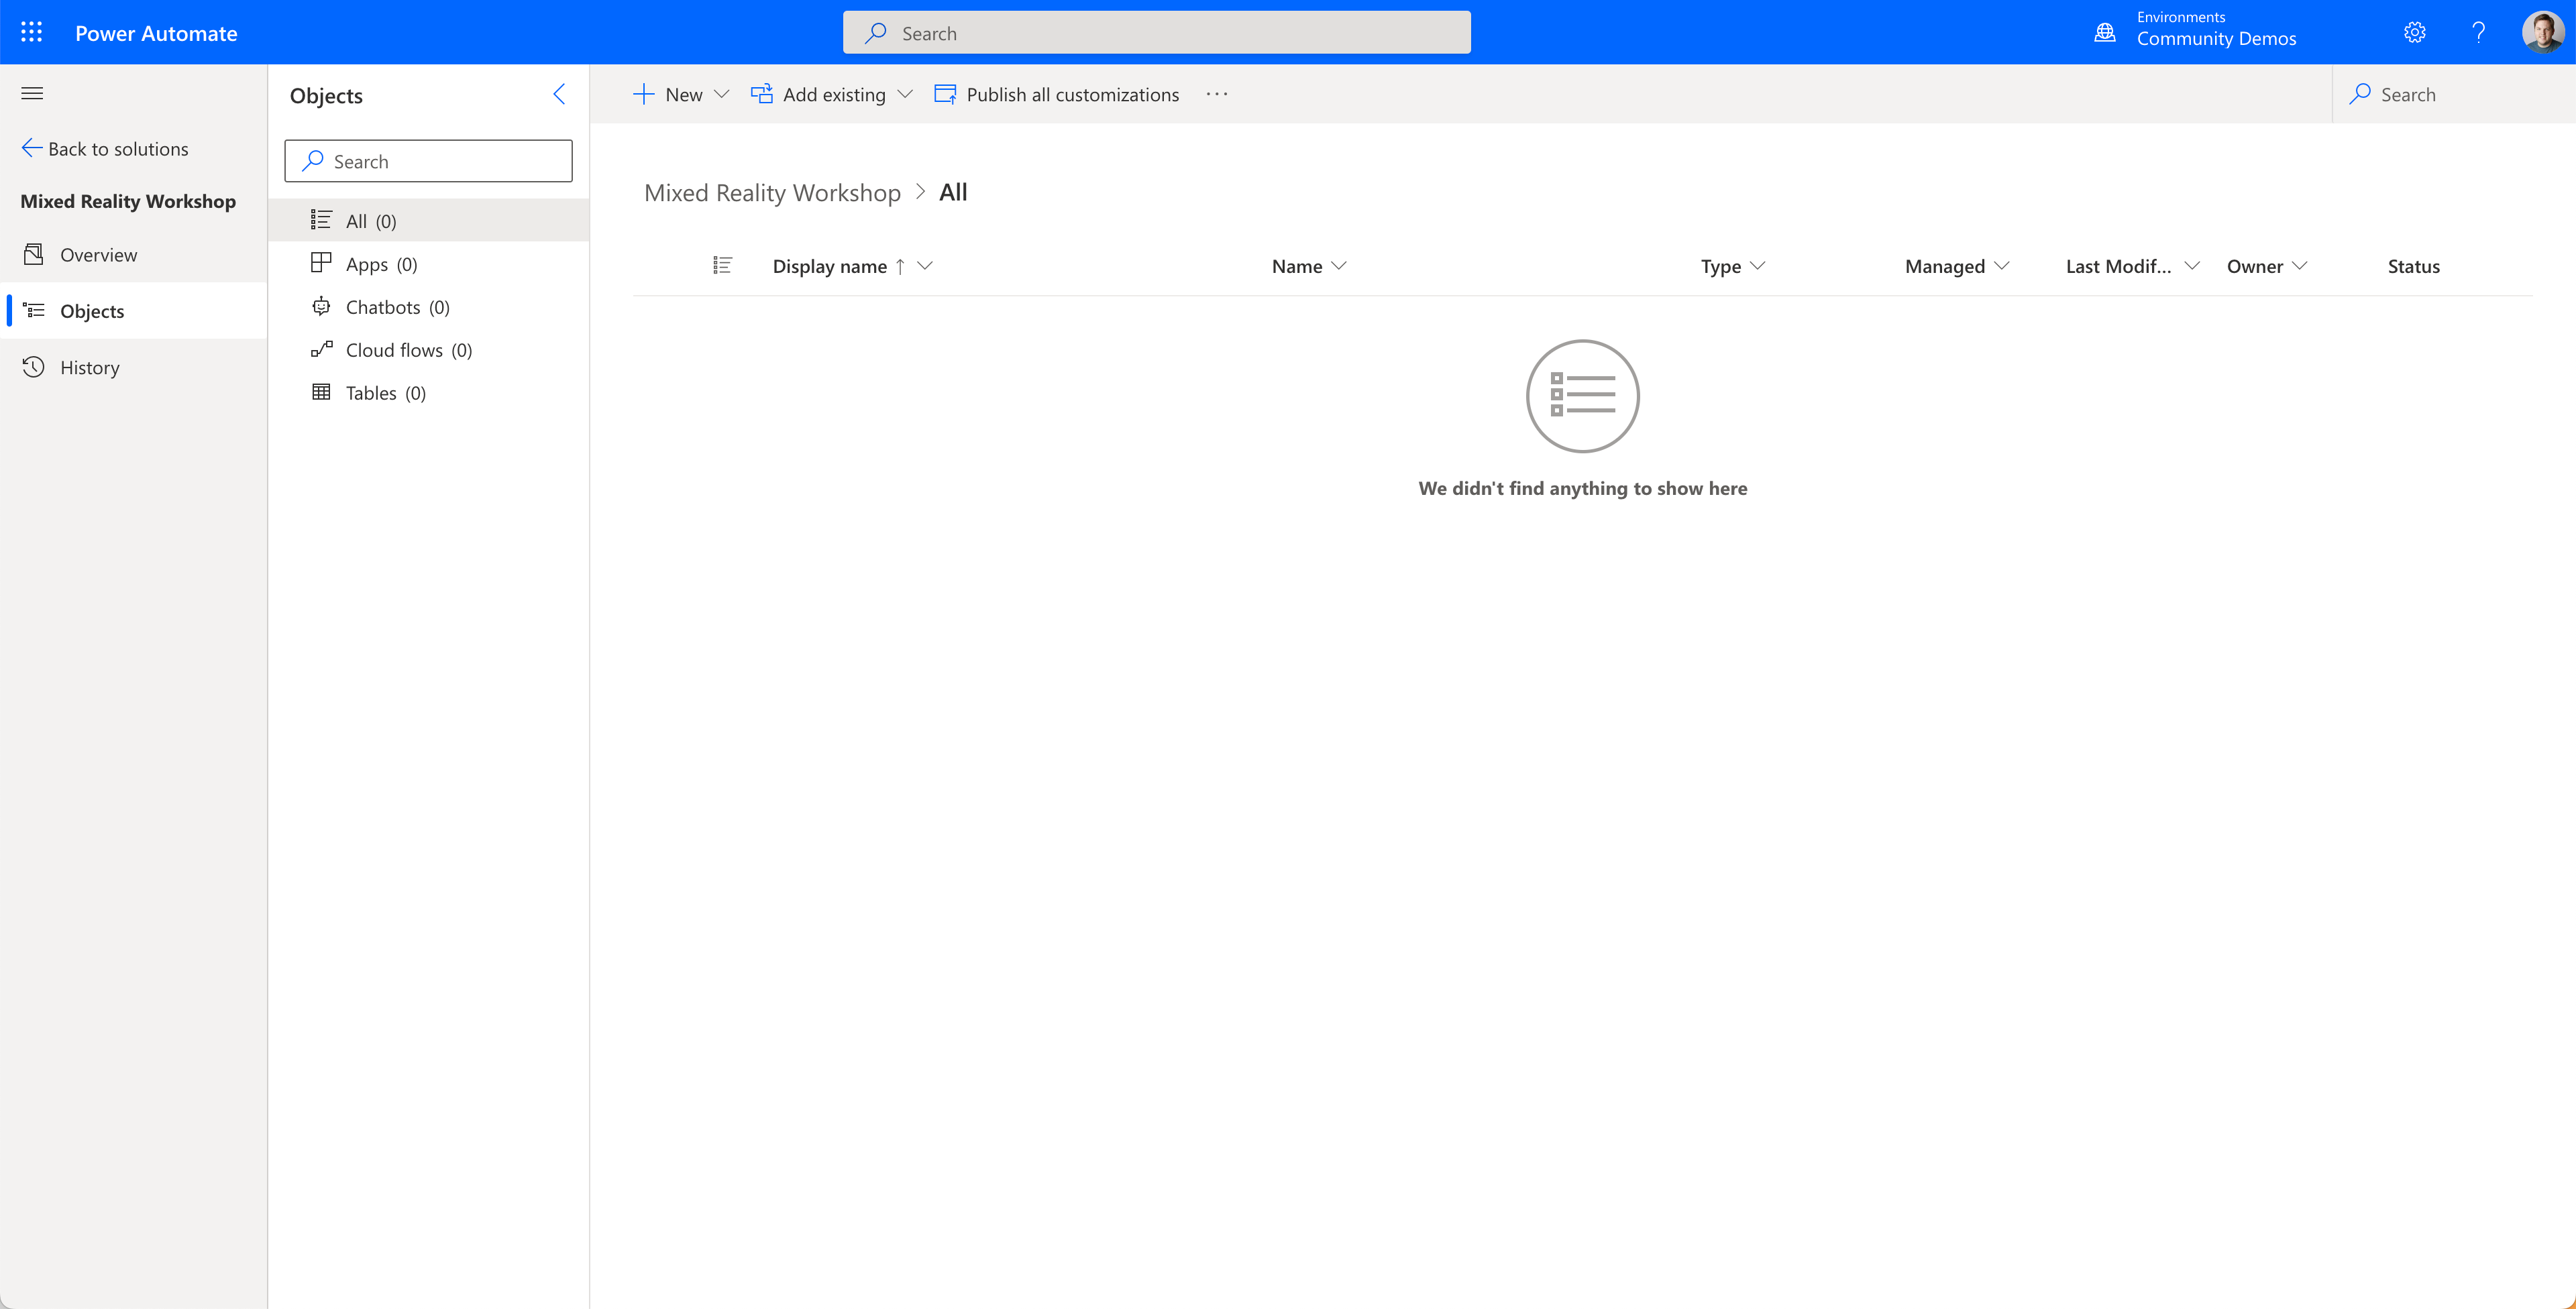 Power Automate
Search
Environments
Community Demos
Back to solutions
Mixed Reality Workshop
Overview
Objects
History
Objects
Search
All (0)
Apps (0)
Chatbots (0)
Cloud flows (0)
Tables (0)
New
Add existing
Publish all customizations
Search
Mixed Reality Workshop > All
Display name Name Type Managed Last Modif... Owner Status
We didn't find anything to show here